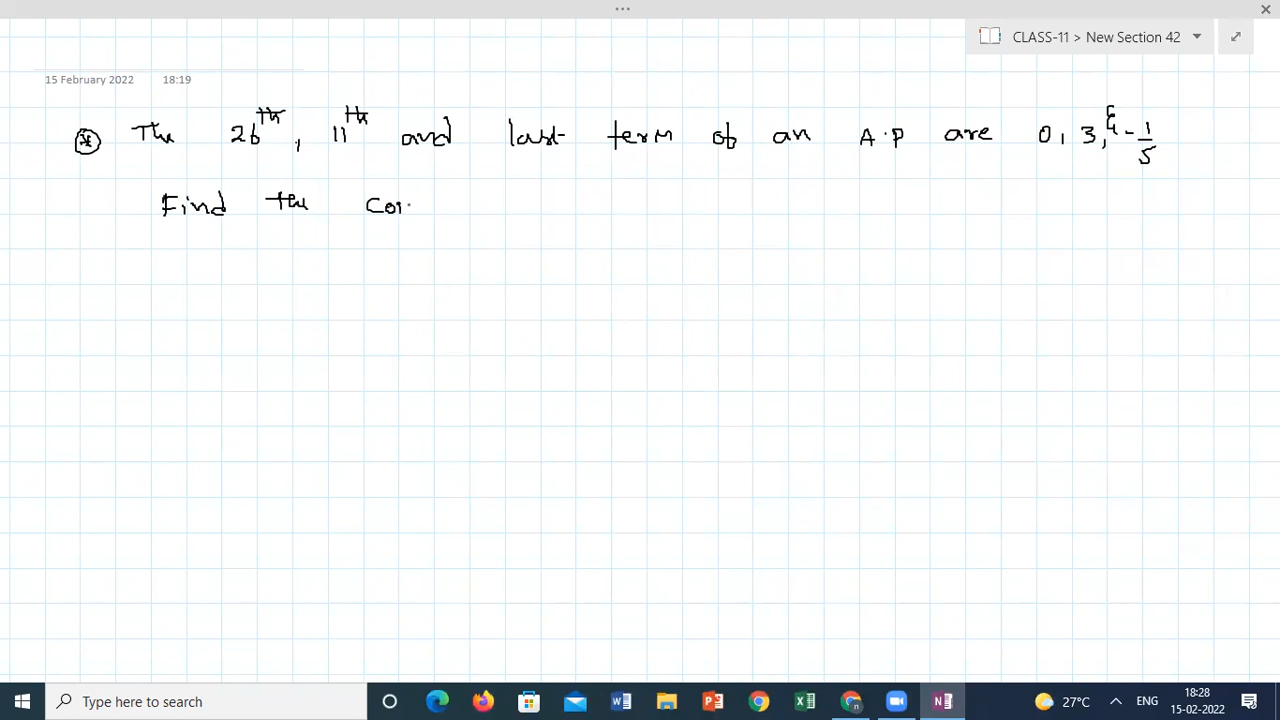 CLASS-11 > New Section 42
15 February 2022 18:19
The 26th, 11th and last term of an A.P are 0, 3, & - 1/5
Find the
Type here to search
27°C
ENG
18:28
15-02-2022